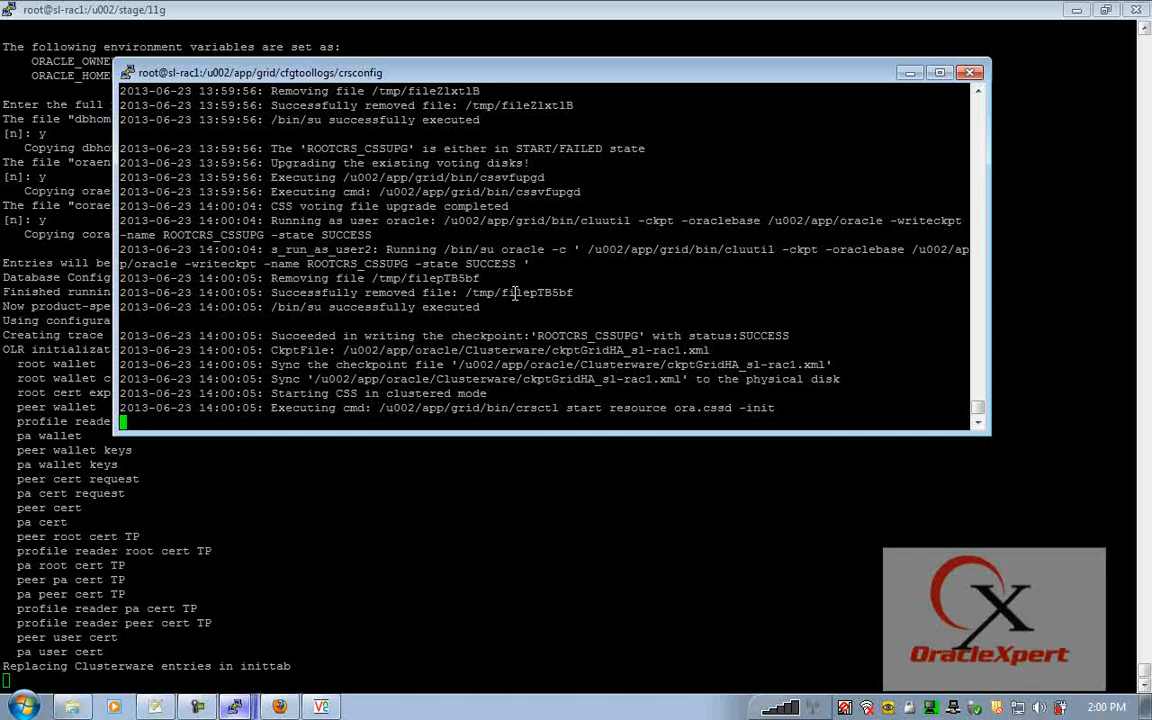 root@sl-rac1:/u002/stage/11g
The following environment variables are set as:
ORACLE_OWNE
ORACLE_HOME
Enter the full
The file "dbhom
[n]: y
Copying dbho
The file "oraen
[n]: y
Copying orae
The file "corao
[n]: y
Copying cora
Entries will be
Database Config
Finished runnin
Now product-spe
Using configura
Creating trace
OLR initializat
root wallet
root wallet c
root cert exp
peer wallet
profile reade
pa wallet
peer wallet keys
pa wallet keys
peer cert request
pa cert request
peer cert
pa cert
peer root cert TP
profile reader root cert TP
pa root cert TP
peer pa cert TP
pa peer cert TP
profile reader pa cert TP
profile reader peer cert TP
peer user cert
pa user cert
Replacing Clusterware entries in inittab
root@sl-rac1:/u002/app/grid/cfgtoollogs/crsconfig
2013-06-23 13:59:56: Removing file /tmp/fileZlxtlB
2013-06-23 13:59:56: Successfully removed file: /tmp/fileZlxtlB
2013-06-23 13:59:56: /bin/su successfully executed
2013-06-23 13:59:56: The 'ROOTCRS_CSSUPG' is either in START/FAILED state
2013-06-23 13:59:56: Upgrading the existing voting disks!
2013-06-23 13:59:56: Executing /u002/app/grid/bin/cssvfupgd
2013-06-23 13:59:56: Executing cmd: /u002/app/grid/bin/cssvfupgd
2013-06-23 14:00:04: CSS voting file upgrade completed
2013-06-23 14:00:04: Running as user oracle: /u002/app/grid/bin/cluutil -ckpt -oraclebase /u002/app/oracle -writeckpt
-name ROOTCRS_CSSUPG -state SUCCESS
2013-06-23 14:00:04: s_run_as_user2: Running /bin/su oracle -c ' /u002/app/grid/bin/cluutil -ckpt -oraclebase /u002/ap
p/oracle -writeckpt -name ROOTCRS_CSSUPG -state SUCCESS '
2013-06-23 14:00:05: Removing file /tmp/filepTB5bf
2013-06-23 14:00:05: Successfully removed file: /tmp/filepTB5bf
2013-06-23 14:00:05: /bin/su successfully executed
2013-06-23 14:00:05: Succeeded in writing the checkpoint:'ROOTCRS_CSSUPG' with status:SUCCESS
2013-06-23 14:00:05: CkptFile: /u002/app/oracle/Clusterware/ckptGridHA_sl-rac1.xml
2013-06-23 14:00:05: Sync the checkpoint file '/u002/app/oracle/Clusterware/ckptGridHA_sl-rac1.xml'
2013-06-23 14:00:05: Sync '/u002/app/oracle/Clusterware/ckptGridHA_sl-rac1.xml' to the physical disk
2013-06-23 14:00:05: Starting CSS in clustered mode
2013-06-23 14:00:05: Executing cmd: /u002/app/grid/bin/crsctl start resource ora.cssd -init
OracleXpert
2:00 PM